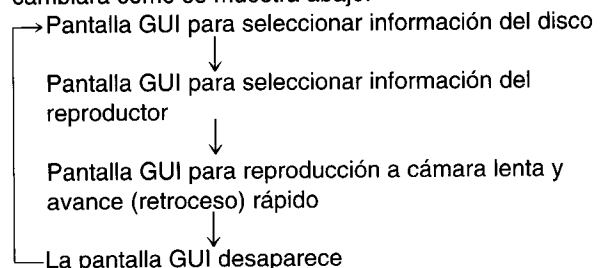 cambiará como se muestra abajo.
Pantalla GUI para seleccionar información del disco
Pantalla GUI para seleccionar información del
reproductor
Pantalla GUI para reproducción a cámara lenta y
avance (retroceso) rápido
La pantalla GUI desaparece